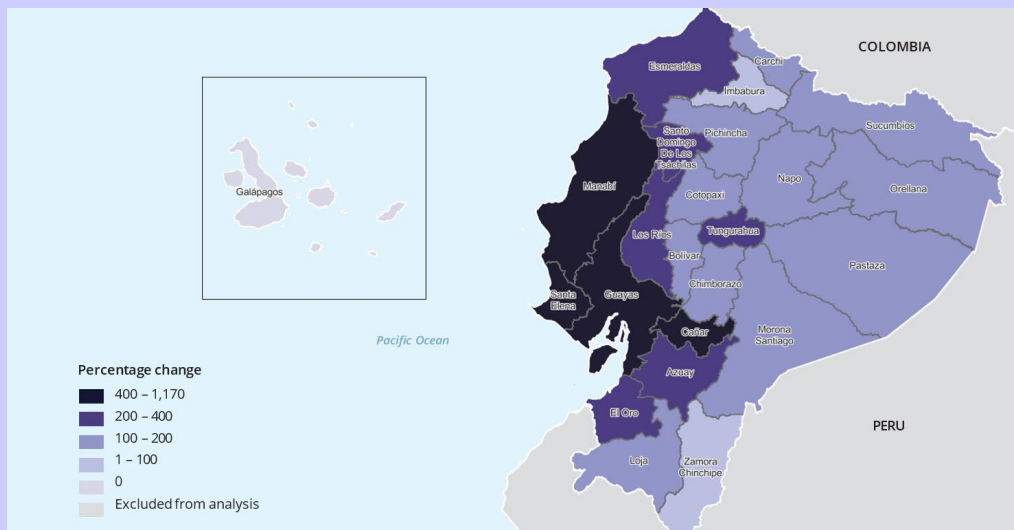 COLOMBIA
Esmeraldas
Carchi
Imbabura
Sucumbíos
Santo
Domingo
De Los
Tsáchilas
Pichincha
Manabí
Galápagos
Cotopaxi
Napo
Orellana
Los Ríos
Tungurahua
Bolívar
Pastaza
Chimborazo
Santa
Elena
Guayas
Cañar
Morona
Santiago
Pacific Ocean
Azuay
El Oro
PERU
Loja
Zamora
Chinchipe
Percentage change
400 – 1,170
200 – 400
100 – 200
1 – 100
0
Excluded from analysis